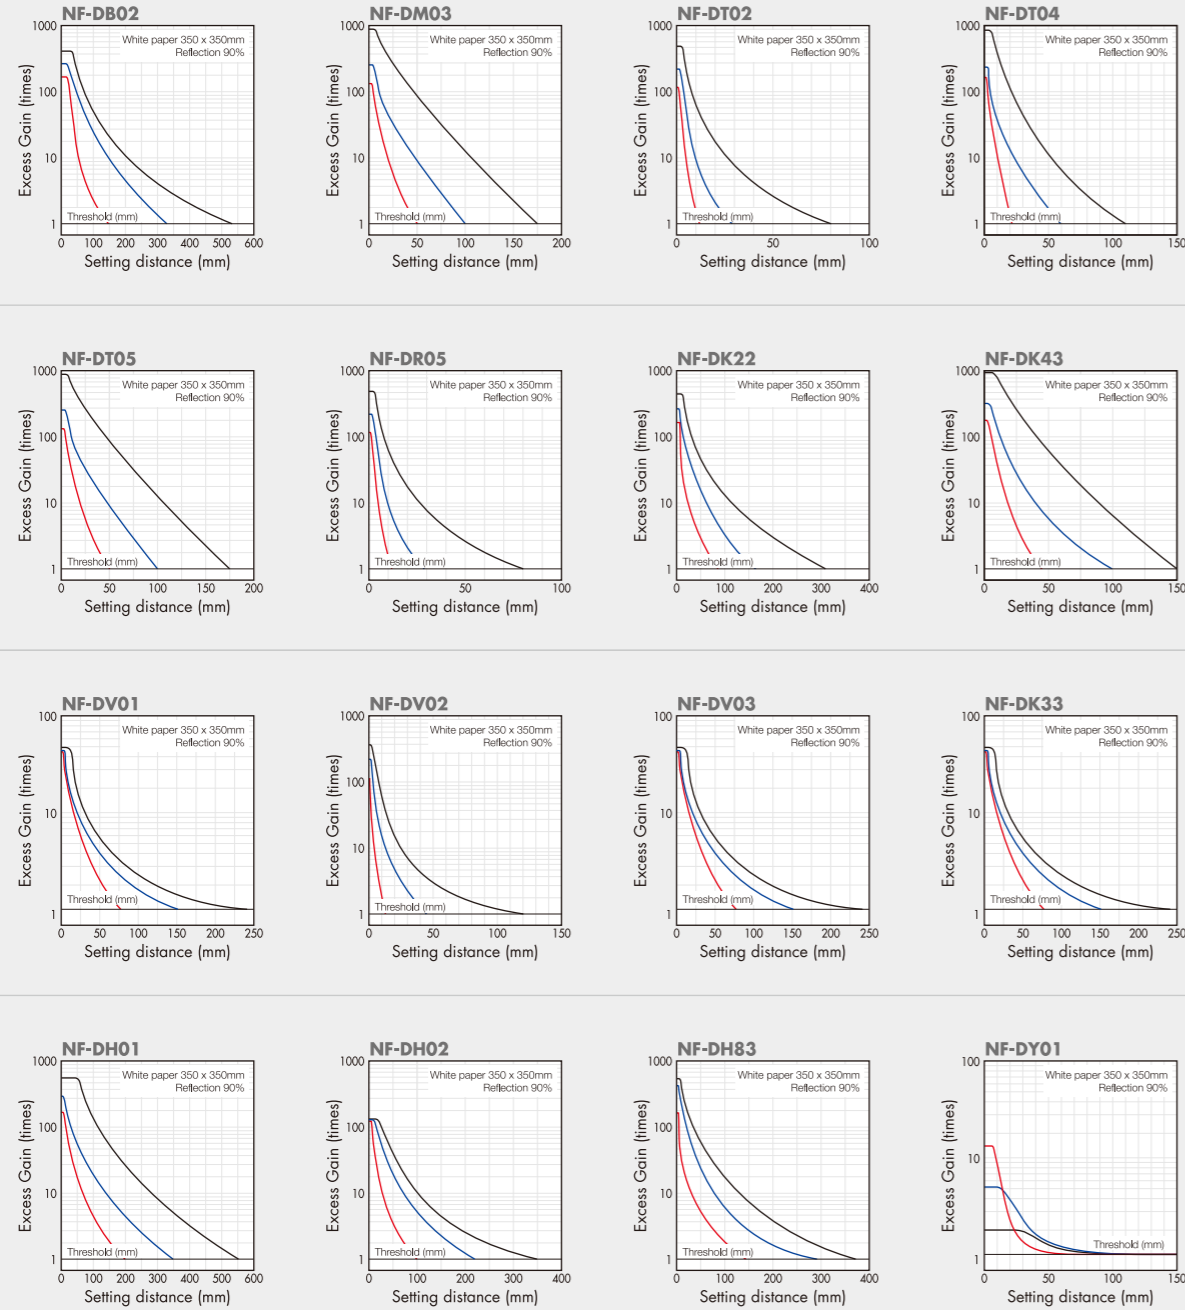 NF-DB02
NF-DM03
NF-DT02
NF-DT04
1000
100
10
1
Excess Gain (times)
White paper 350 x 350mm
Reflection 90%
Threshold (mm)
0 100 200 300 400 500 600
Setting distance (mm)
1000
100
10
1
Excess Gain (times)
White paper 350 x 350mm
Reflection 90%
Threshold (mm)
0 50 100 150 200
Setting distance (mm)
1000
100
10
1
Excess Gain (times)
White paper 350 x 350mm
Reflection 90%
Threshold (mm)
0 50 100
Setting distance (mm)
1000
100
10
1
Excess Gain (times)
White paper 350 x 350mm
Reflection 90%
Threshold (mm)
0 50 100 150
Setting distance (mm)
NF-DT05
NF-DR05
NF-DK22
NF-DK43
1000
100
10
1
Excess Gain (times)
White paper 350 x 350mm
Reflection 90%
Threshold (mm)
0 50 100 150 200
Setting distance (mm)
1000
100
10
1
Excess Gain (times)
White paper 350 x 350mm
Reflection 90%
Threshold (mm)
0 50 100
Setting distance (mm)
1000
100
10
1
Excess Gain (times)
White paper 350 x 350mm
Reflection 90%
Threshold (mm)
0 100 200 300 400
Setting distance (mm)
1000
100
10
1
Excess Gain (times)
White paper 350 x 350mm
Reflection 90%
Threshold (mm)
0 50 100 150
Setting distance (mm)
NF-DV01
NF-DV02
NF-DV03
NF-DK33
100
10
1
Excess Gain (times)
White paper 350 x 350mm
Reflection 90%
Threshold (mm)
0 50 100 150 200 250
Setting distance (mm)
1000
100
10
1
Excess Gain (times)
White paper 350 x 350mm
Reflection 90%
Threshold (mm)
0 50 100 150
Setting distance (mm)
100
10
1
Excess Gain (times)
White paper 350 x 350mm
Reflection 90%
Threshold (mm)
0 50 100 150 200 250
Setting distance (mm)
100
10
1
Excess Gain (times)
White paper 350 x 350mm
Reflection 90%
Threshold (mm)
0 50 100 150 200 250
Setting distance (mm)
NF-DH01
NF-DH02
NF-DH83
NF-DY01
1000
100
10
1
Excess Gain (times)
White paper 350 x 350mm
Reflection 90%
Threshold (mm)
0 100 200 300 400 500 600
Setting distance (mm)
1000
100
10
1
Excess Gain (times)
White paper 350 x 350mm
Reflection 90%
Threshold (mm)
0 100 200 300 400
Setting distance (mm)
1000
100
10
1
Excess Gain (times)
White paper 350 x 350mm
Reflection 90%
Threshold (mm)
0 100 200 300 400
Setting distance (mm)
100
10
1
Excess Gain (times)
White paper 350 x 350mm
Reflection 90%
Threshold (mm)
0 50 100 150
Setting distance (mm)